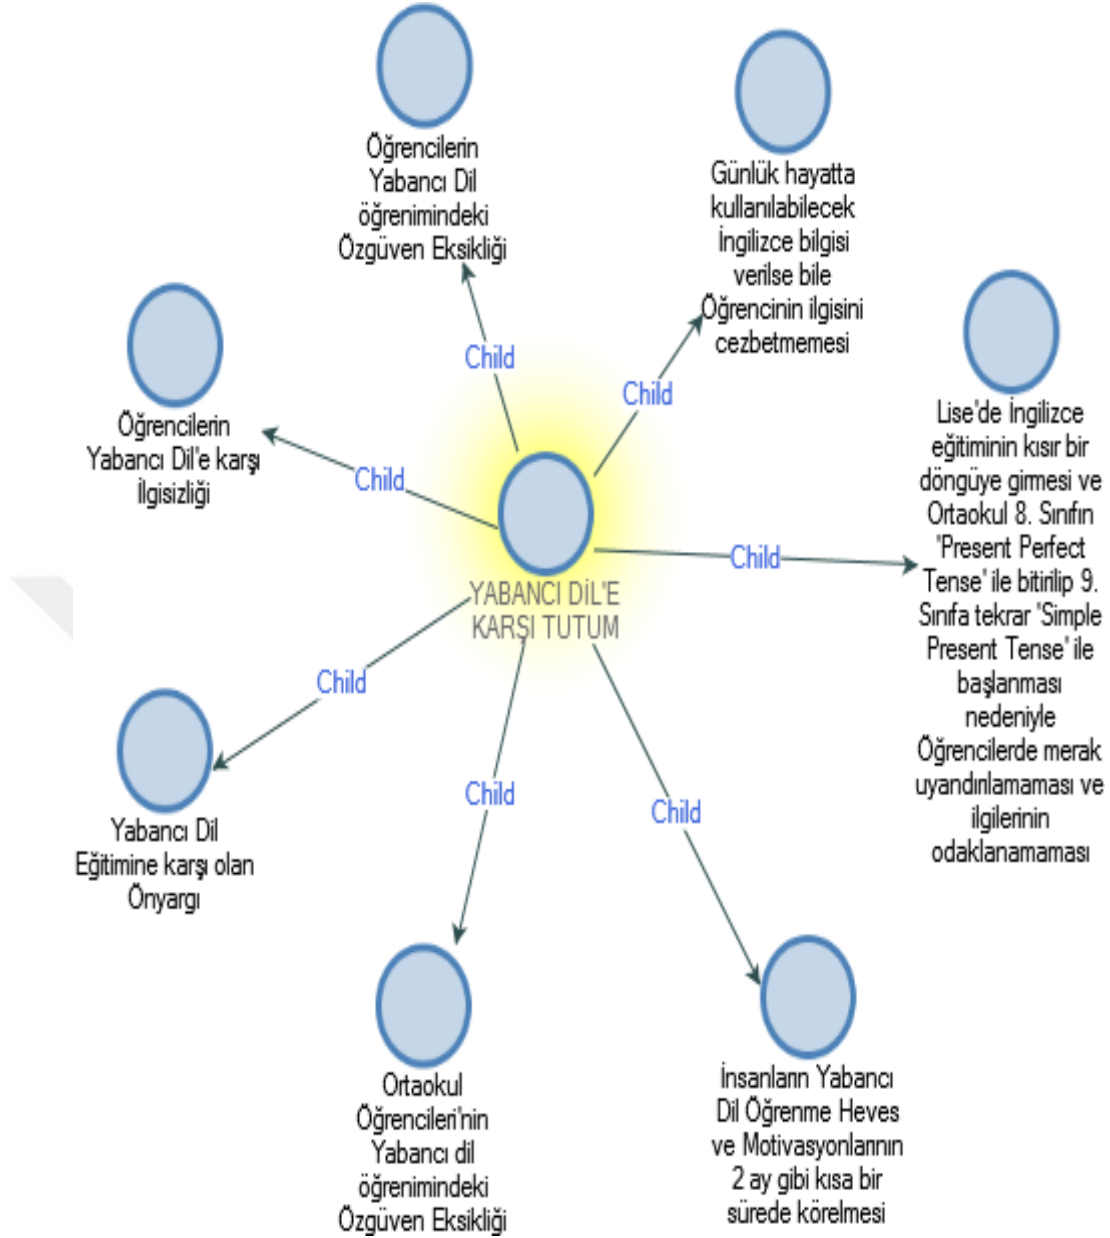 Öğrencilerin
Yabancı Dil
öğrenimindeki
Özgüven Eksikliği
Günlük hayatta
kullanılabilecek
İngilizce bilgisi
verilse bile
Öğrencinin ilgisini
cezbetmemesi
Child
Child
Öğrencilerin
Yabancı Dil'e karşı
İlgisizliği
Child
Lise'de İngilizce
eğitiminin kısır bir
döngüye girmesi ve
Ortaokul 8. Sınıfın
'Present Perfect
Tense' ile bitirilip 9.
Sınıfa tekrar 'Simple
Present Tense' ile
başlanması
nedeniyle
Öğrencilerde merak
uyandırılamaması ve
ilgilerinin
odaklanamaması
Child
YABANCI DİL'E
KARŞI TUTUM
Child
Yabancı Dil
Eğitimine karşı olan
Önyargı
Child
Child
Ortaokul
Öğrencileri'nin
Yabancı dil
öğrenimindeki
Özgüven Eksikliği
İnsanların Yabancı
Dil Öğrenme Heves
ve Motivasyonlarının
2 ay gibi kısa bir
sürede körelmesi